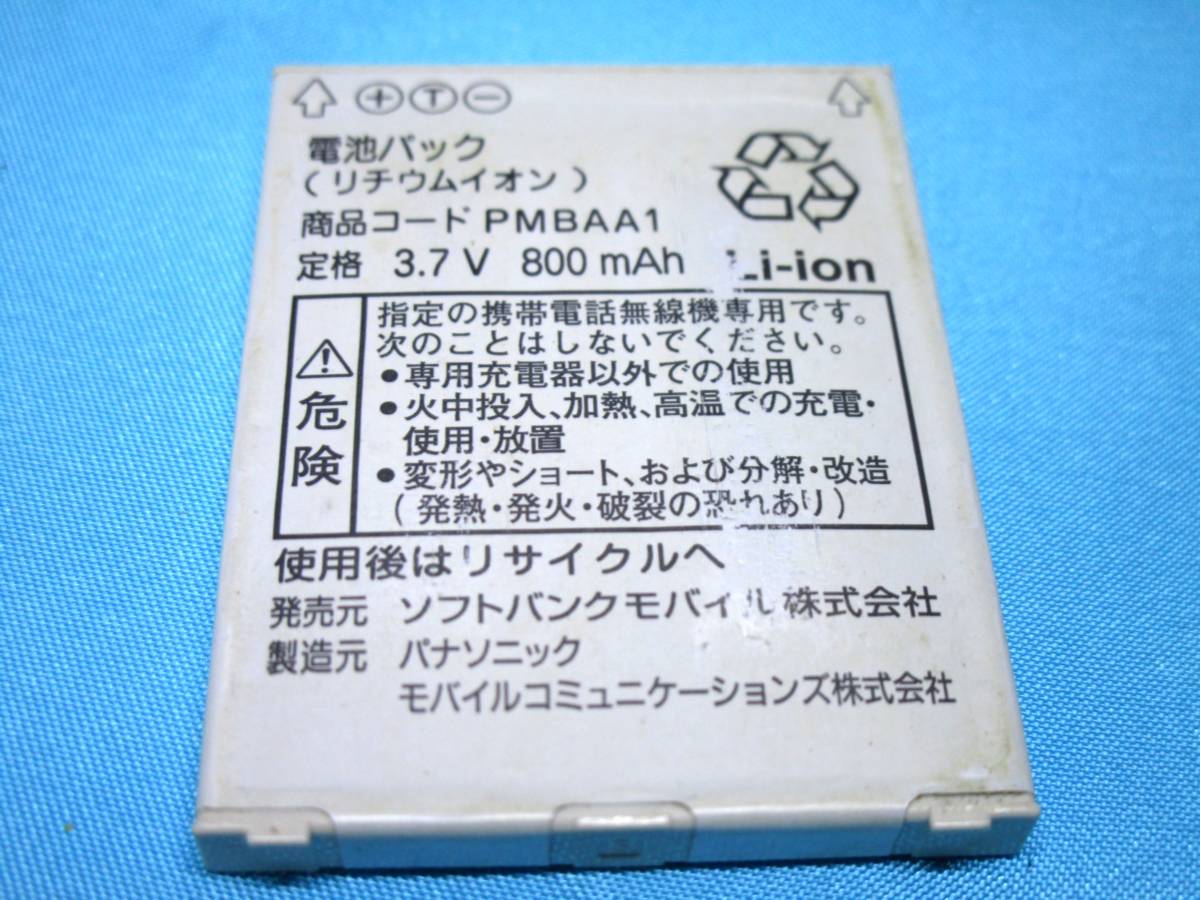 ⊕ Ⓣ ⊖
電池パック
(リチウムイオン)
商品コード PMBAA1
定格 3.7 V 800 mAh Li-ion
危険
指定の携帯電話無線機専用です。
次のことはしないでください。
●専用充電器以外での使用
●火中投入、加熱、高温での充電・
使用・放置
●変形やショート、および分解・改造
(発熱・発火・破裂の恐れあり)
使用後はリサイクルへ
発売元 ソフトバンクモバイル株式会社
製造元 パナソニック
モバイルコミュニケーションズ株式会社